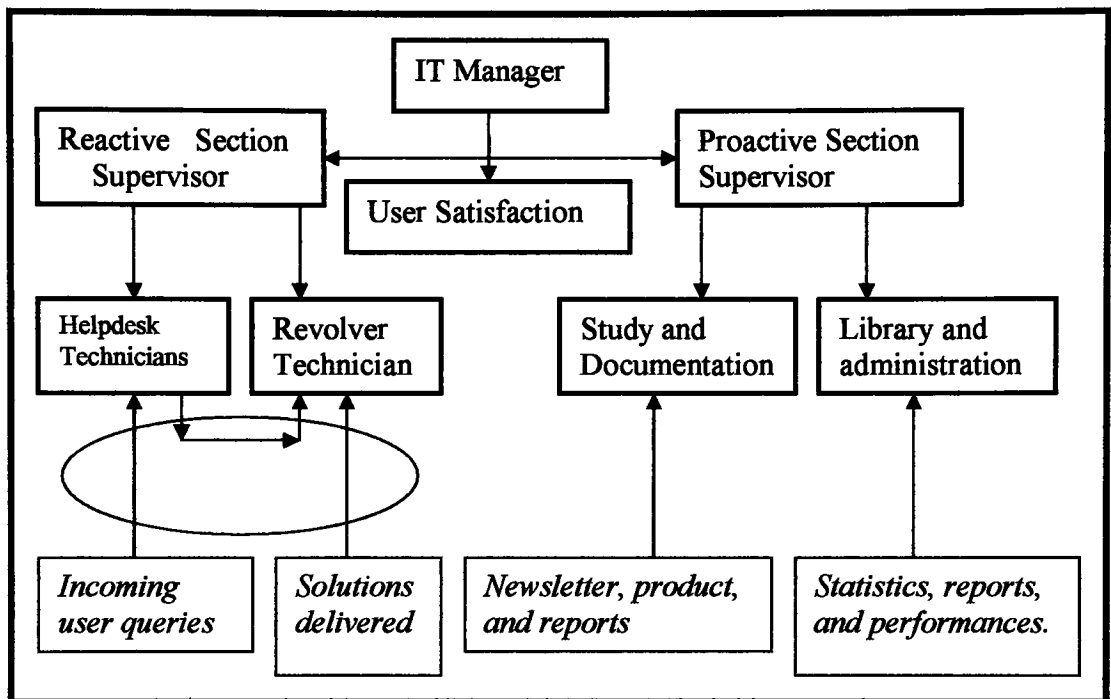 IT Manager
Reactive Section
Supervisor
Proactive Section
Supervisor
User Satisfaction
Helpdesk
Technicians
Revolver
Technician
Study and
Documentation
Library and
administration
Incoming
user queries
Solutions
delivered
Newsletter, product,
and reports
Statistics, reports,
and performances.